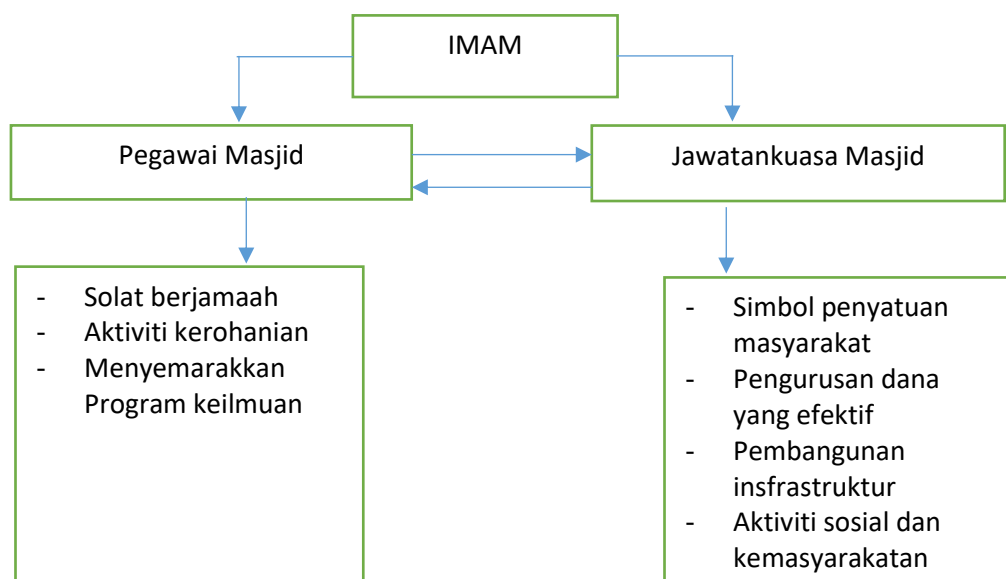 IMAM
Pegawai Masjid
Jawatankuasa Masjid
- Solat berjamaah
- Aktiviti kerohanian
- Menyemarakkan
Program keilmuan
- Simbol penyatuan
masyarakat
- Pengurusan dana
yang efektif
- Pembangunan
insfrastruktur
- Aktiviti sosial dan
kemasyarakatan